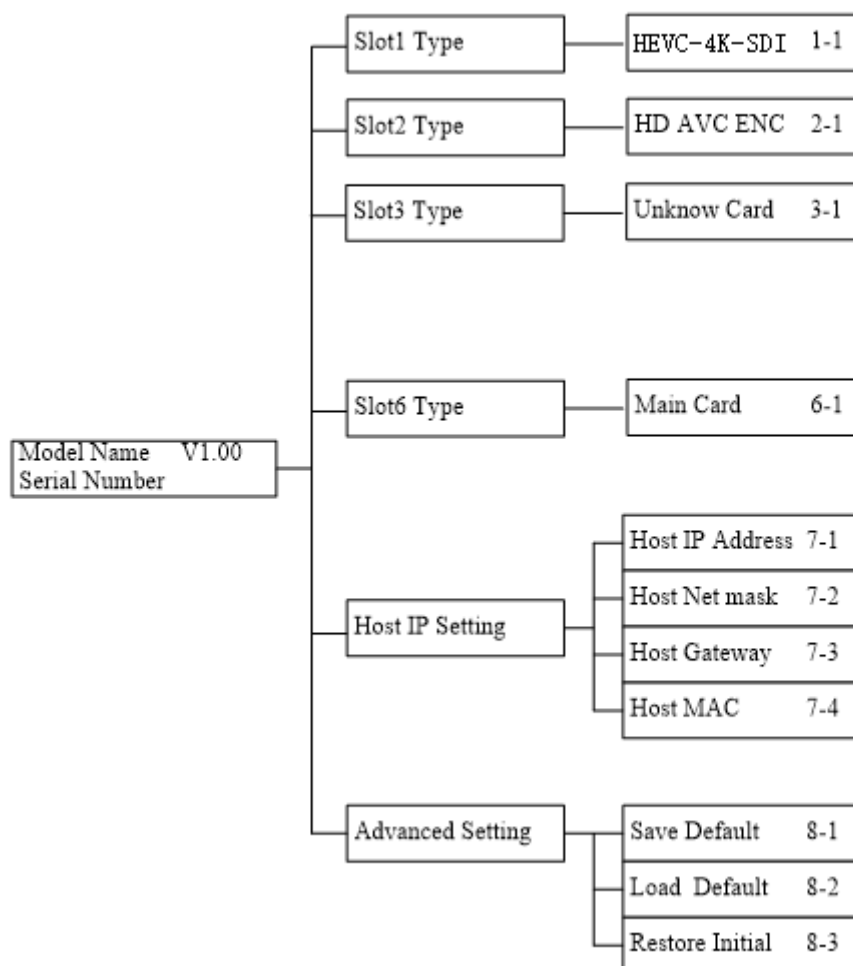 Slot1 Type
HEVC-4K-SDI 1-1
Slot2 Type
HD AVC ENC 2-1
Slot3 Type
Unknow Card 3-1
Slot6 Type
Main Card 6-1
Model Name V1.00
Serial Number
Host IP Setting
Host IP Address 7-1
Host Net mask 7-2
Host Gateway 7-3
Host MAC 7-4
Advanced Setting
Save Default 8-1
Load Default 8-2
Restore Initial 8-3